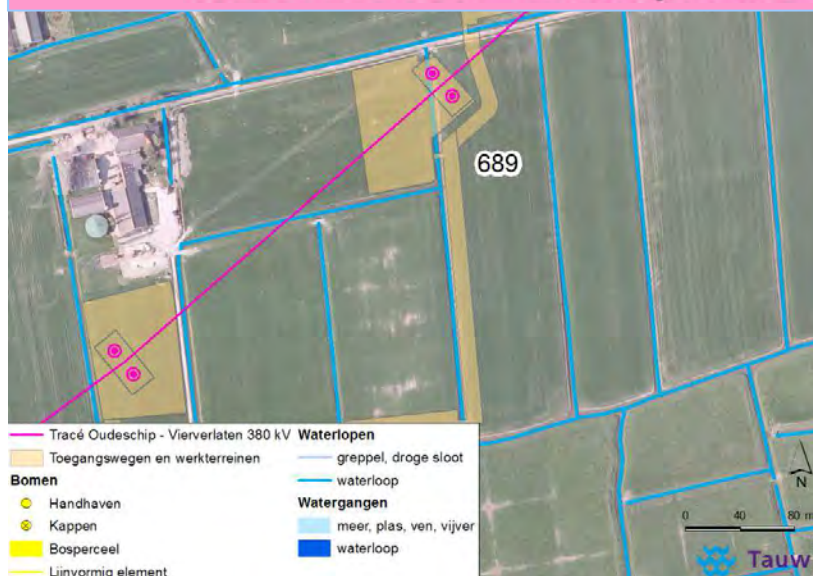 689
Tracé Oudeschip - Vierverlaten 380 kV
Toegangswegen en werkterreinen
Bomen
Handhaven
Kappen
Bosperceel
Lijnvormig element
Waterlopen
greppel, droge sloot
waterloop
Watergangen
meer, plas, ven, vijver
waterloop
N
0 40 80 m
Tauw